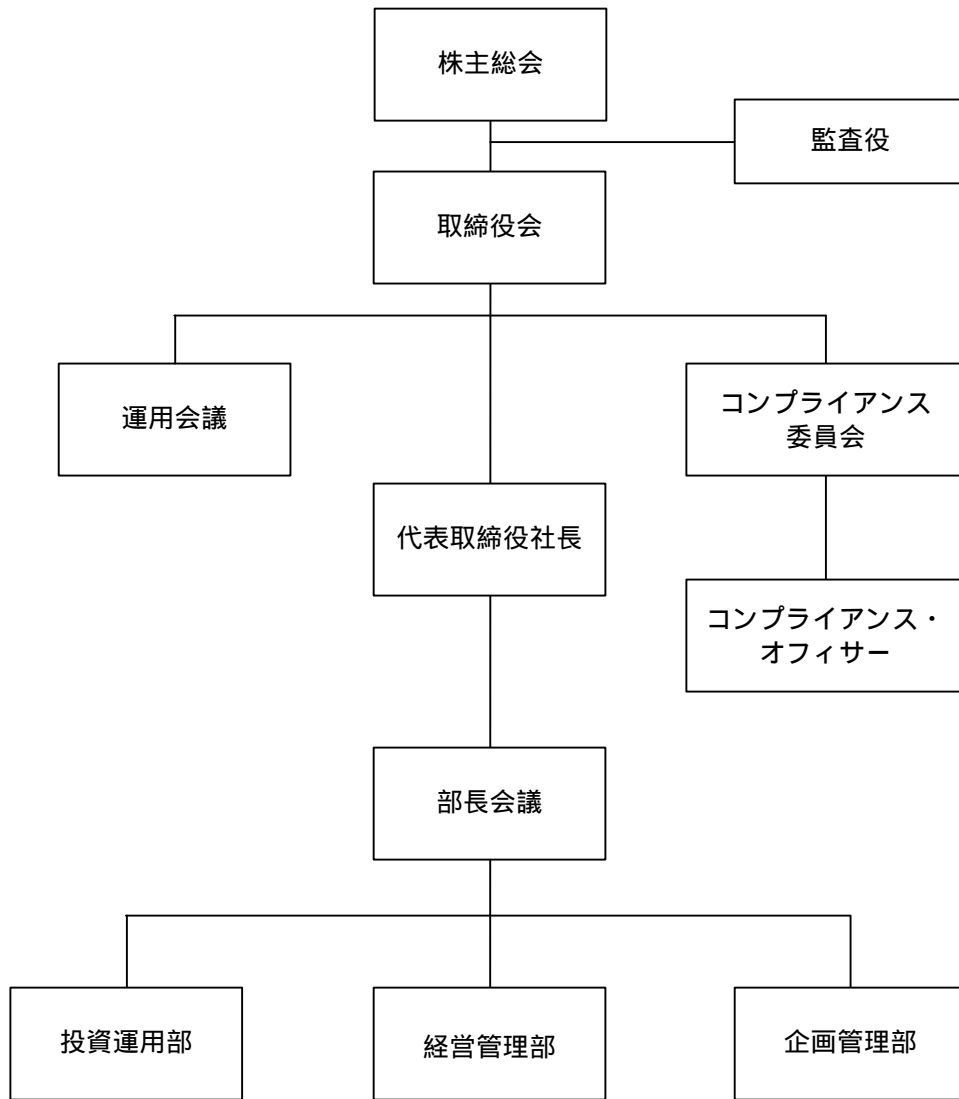 株主総会
監査役
取締役会
運用会議
コンプライアンス
委員会
代表取締役社長
コンプライアンス・
オフィサー
部長会議
投資運用部
経営管理部
企画管理部